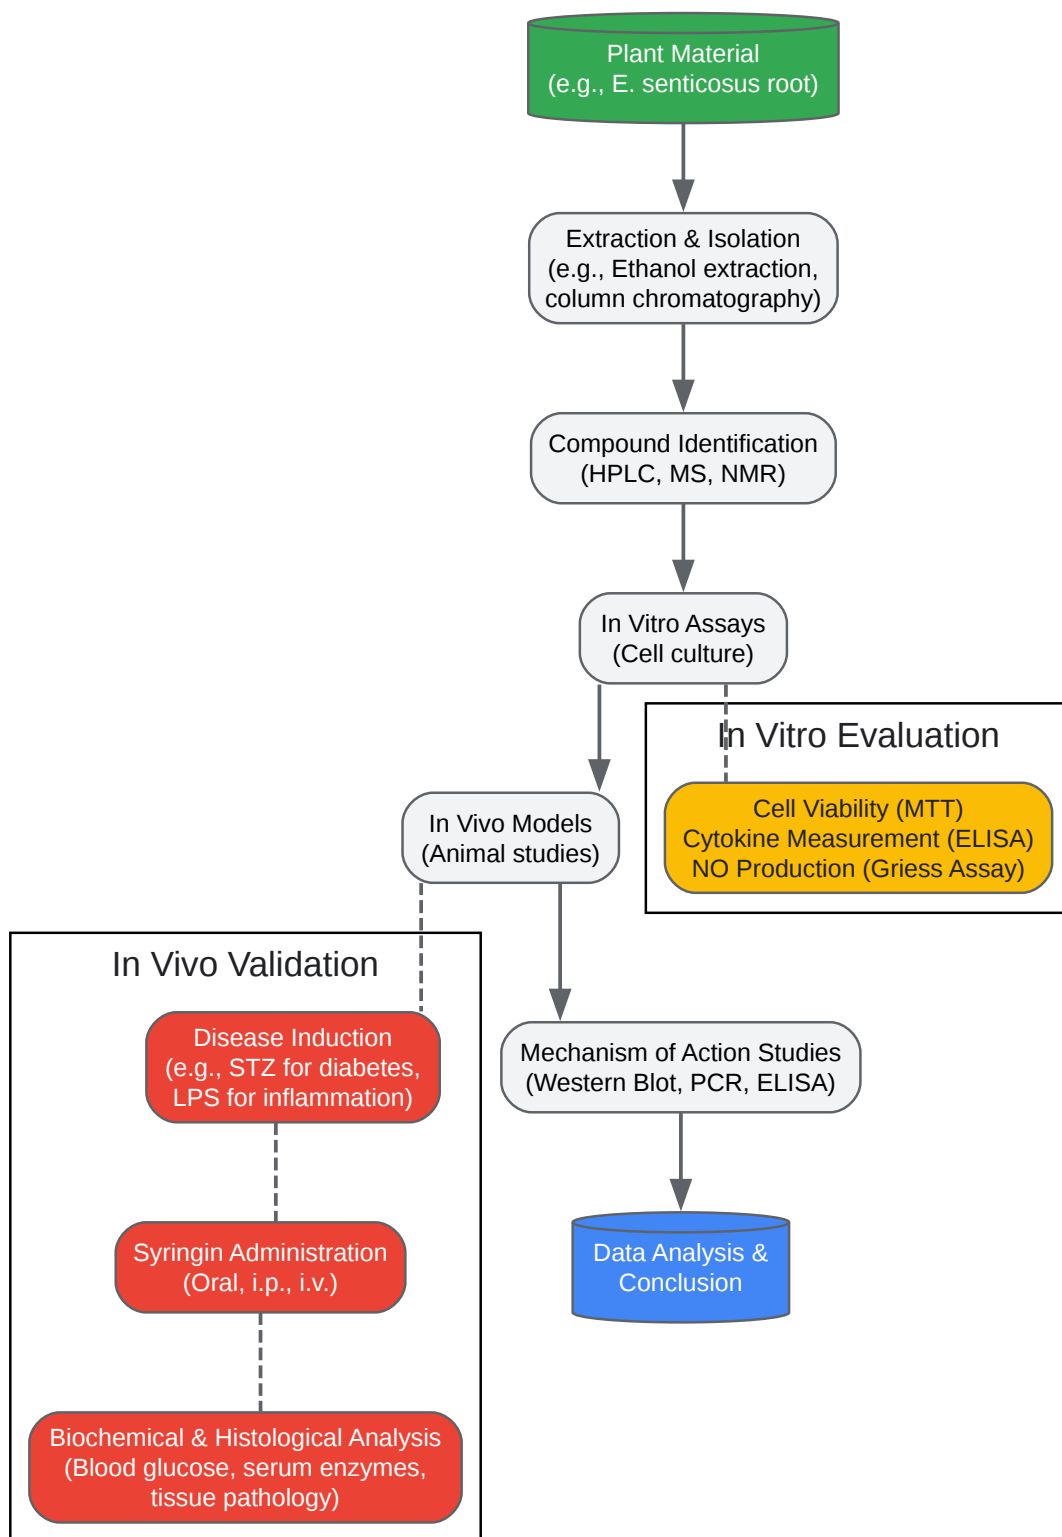 Plant Material
(e.g., E. senticosus root)
Extraction & Isolation
(e.g., Ethanol extraction,
column chromatography)
Compound Identification
(HPLC, MS, NMR)
In Vitro Assays
(Cell culture)
In Vitro Evaluation
Cell Viability (MTT)
Cytokine Measurement (ELISA)
NO Production (Griess Assay)
In Vivo Models
(Animal studies)
In Vivo Validation
Disease Induction
(e.g., STZ for diabetes,
LPS for inflammation)
Mechanism of Action Studies
(Western Blot, PCR, ELISA)
Syringin Administration
(Oral, i.p., i.v.)
Data Analysis &
Conclusion
Biochemical & Histological Analysis
(Blood glucose, serum enzymes,
tissue pathology)